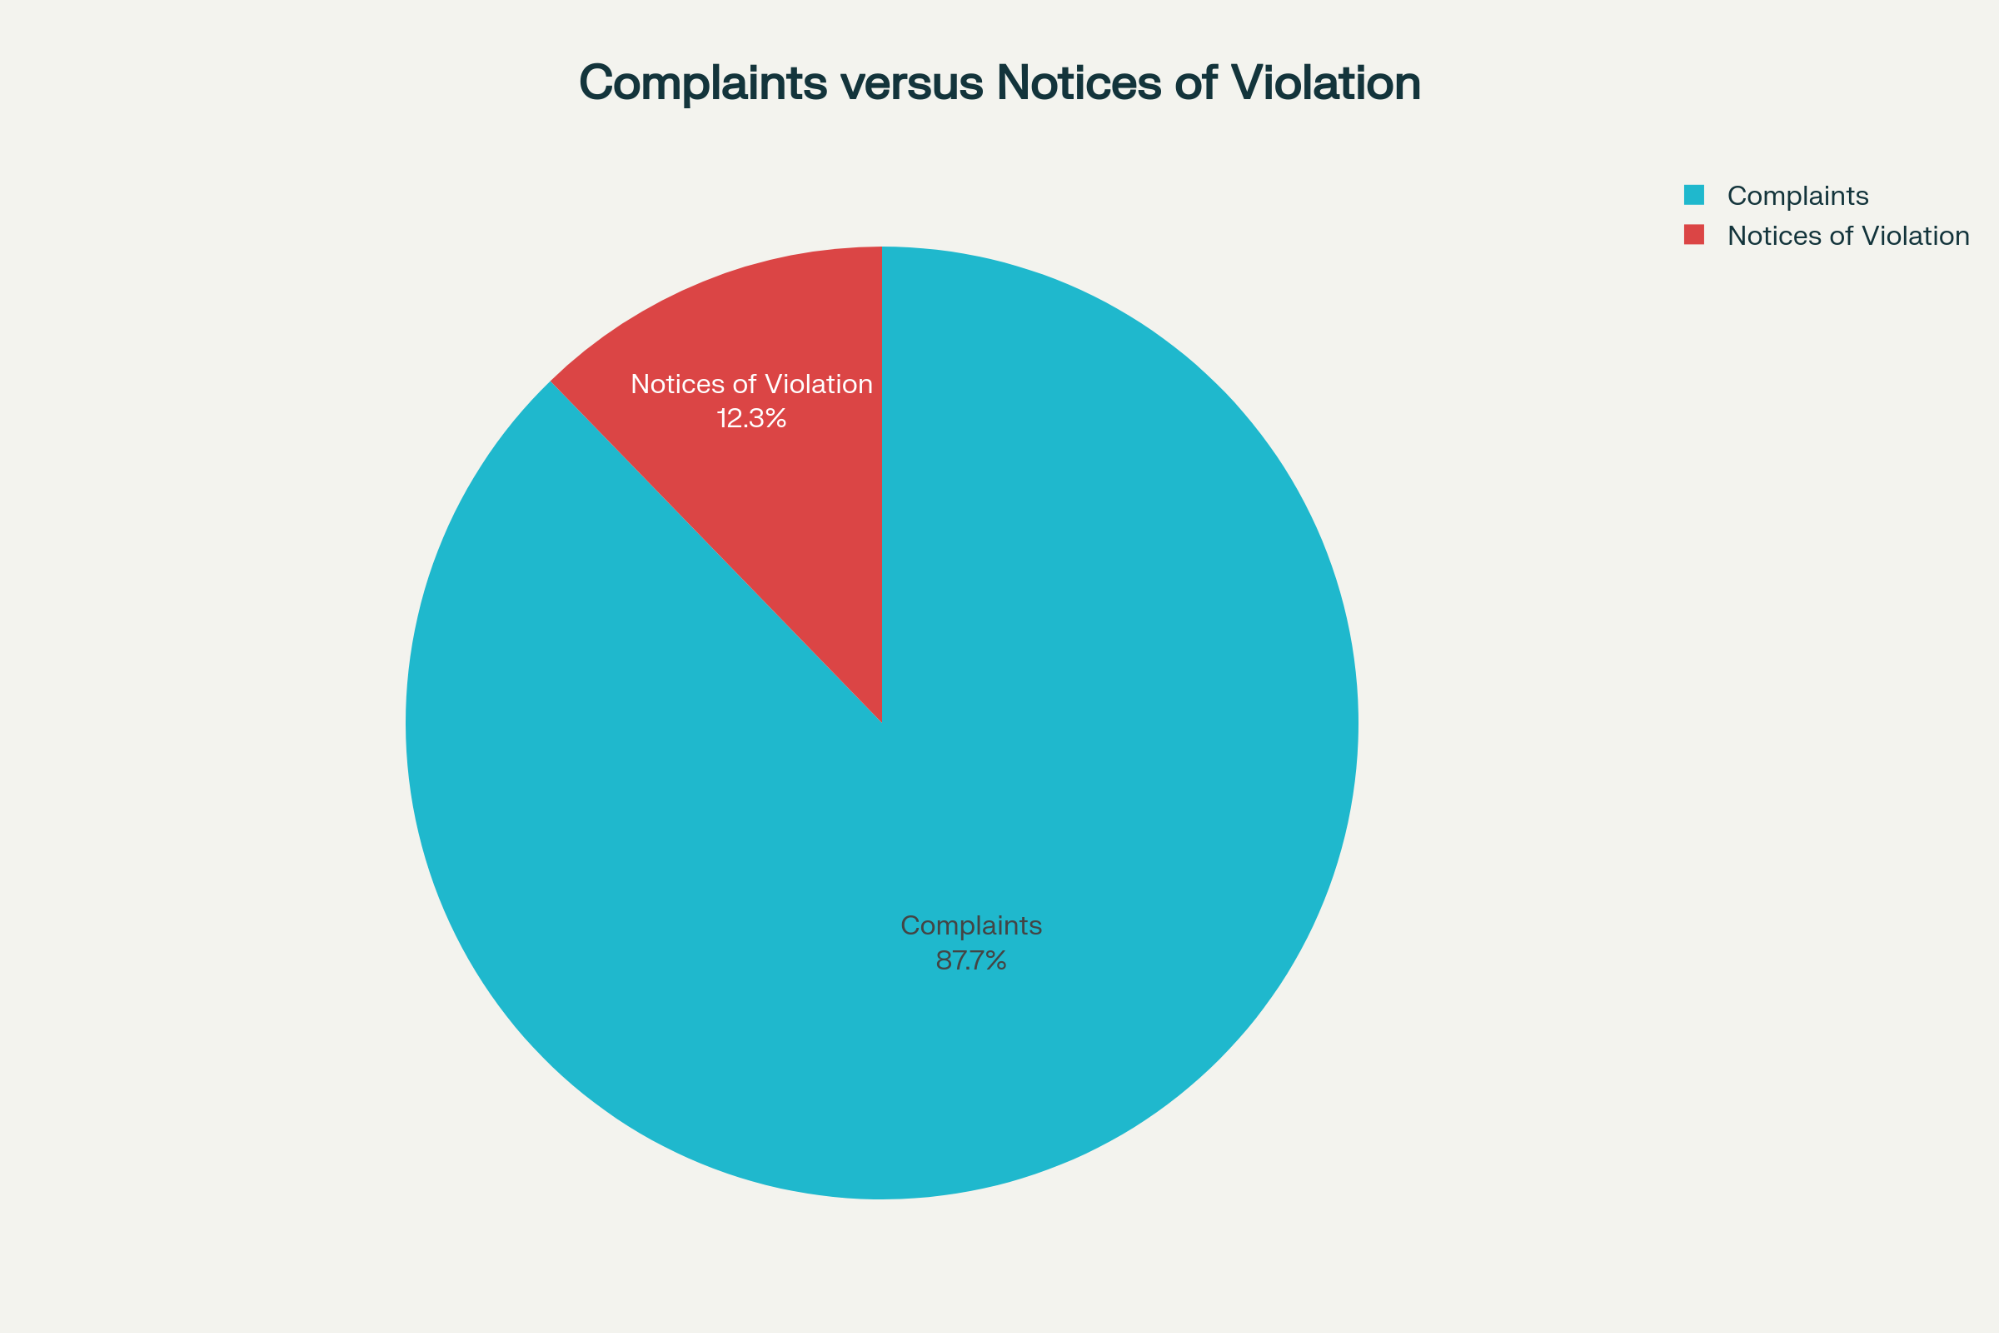 Complaints versus Notices of Violation
Complaints
Notices of Violation
Notices of Violation
12.3%
Complaints
87.7%